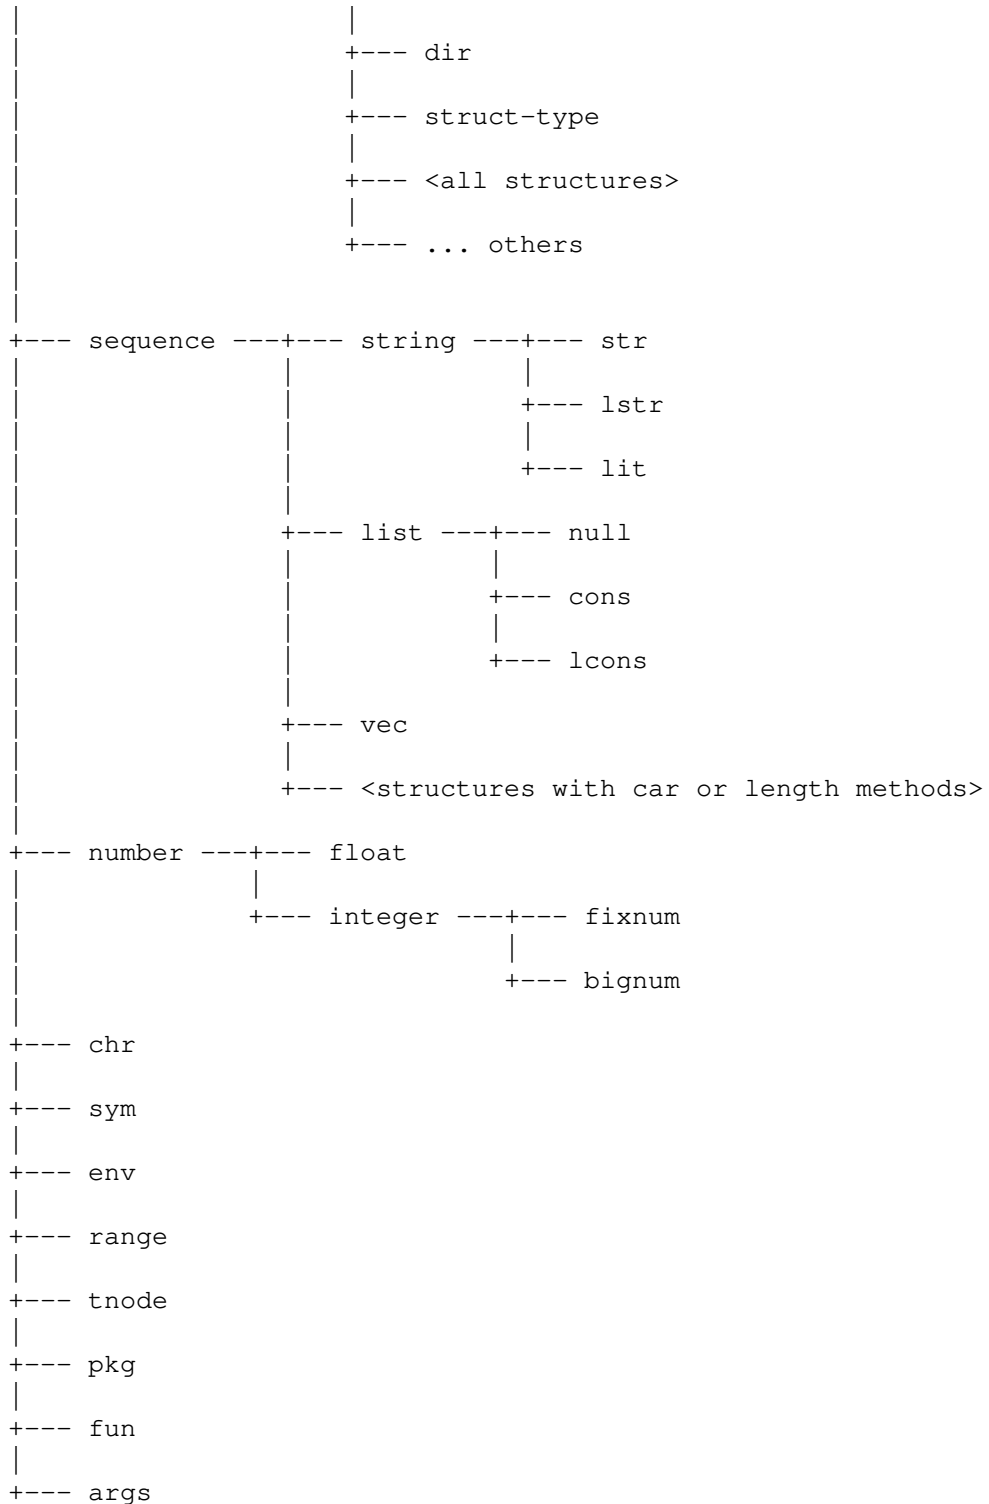 |                    |
|                    +--- dir
|                    |
|                    +--- struct-type
|                    |
|                    +--- <all structures>
|                    |
|                    +--- ... others
|
|
+--- sequence ---+--- string ---+--- str
|                |              |
|                |              +--- lstr
|                |              |
|                |              +--- lit
|                |
|                +--- list ---+--- null
|                |            |
|                |            +--- cons
|                |            |
|                |            +--- lcons
|                |
|                +--- vec
|                |
|                +--- <structures with car or length methods>
|
+--- number ---+--- float
|              |
|              +--- integer ---+--- fixnum
|                              |
|                              +--- bignum
|
+--- chr
|
+--- sym
|
+--- env
|
+--- range
|
+--- tnode
|
+--- pkg
|
+--- fun
|
+--- args